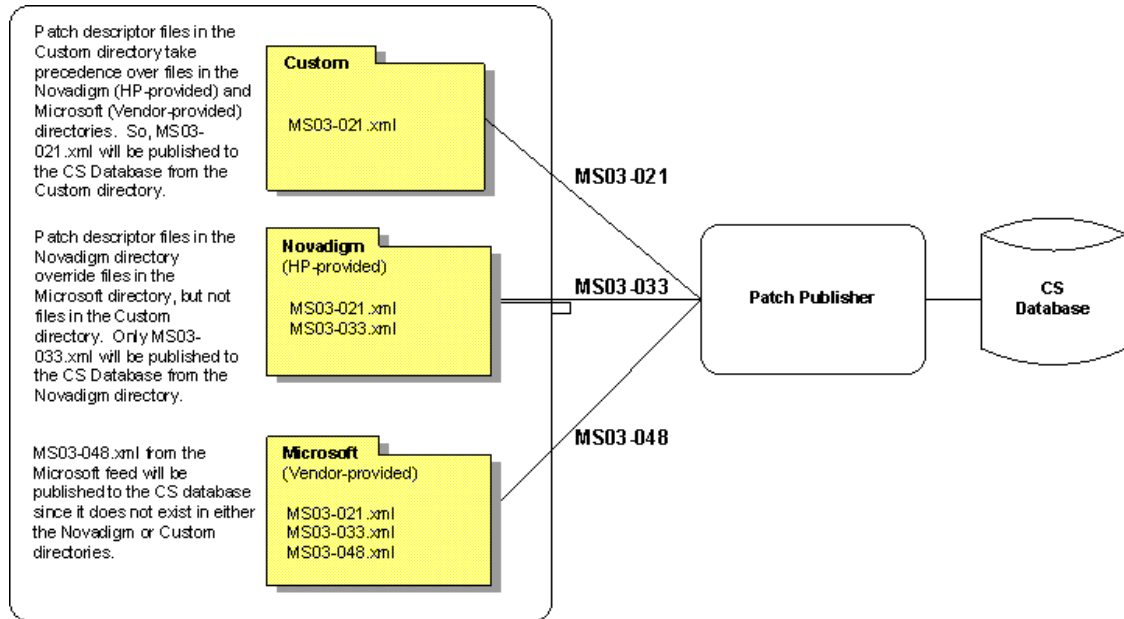 Patch descriptor files in the
Custom directory take
precedence over files in the
Novadigm (HP-provided) and
Microsoft (Vendor-provided)
directories. So, MS03-
021.xml will be published to
the CS Database from the
Custom directory.
Custom
MS03-021.xml
MS03-021
Patch descriptor files in the
Novadigm directory
override files in the
Microsoft directory, but not
files in the Custom
directory. Only MS03-
033.xml will be published to
the CS Database from the
Novadigm directory.
Novadigm
(HP-provided)
MS03-021.xml
MS03-033.xml
MS03-033
Patch Publisher
CS
Database
MS03-048.xml from the
Microsoft feed will be
published to the CS database
since it does not exist in either
the Novadigm or Custom
directories.
Microsoft
(Vendor-provided)
MS03-021.xml
MS03-033.xml
MS03-048.xml
MS03-048